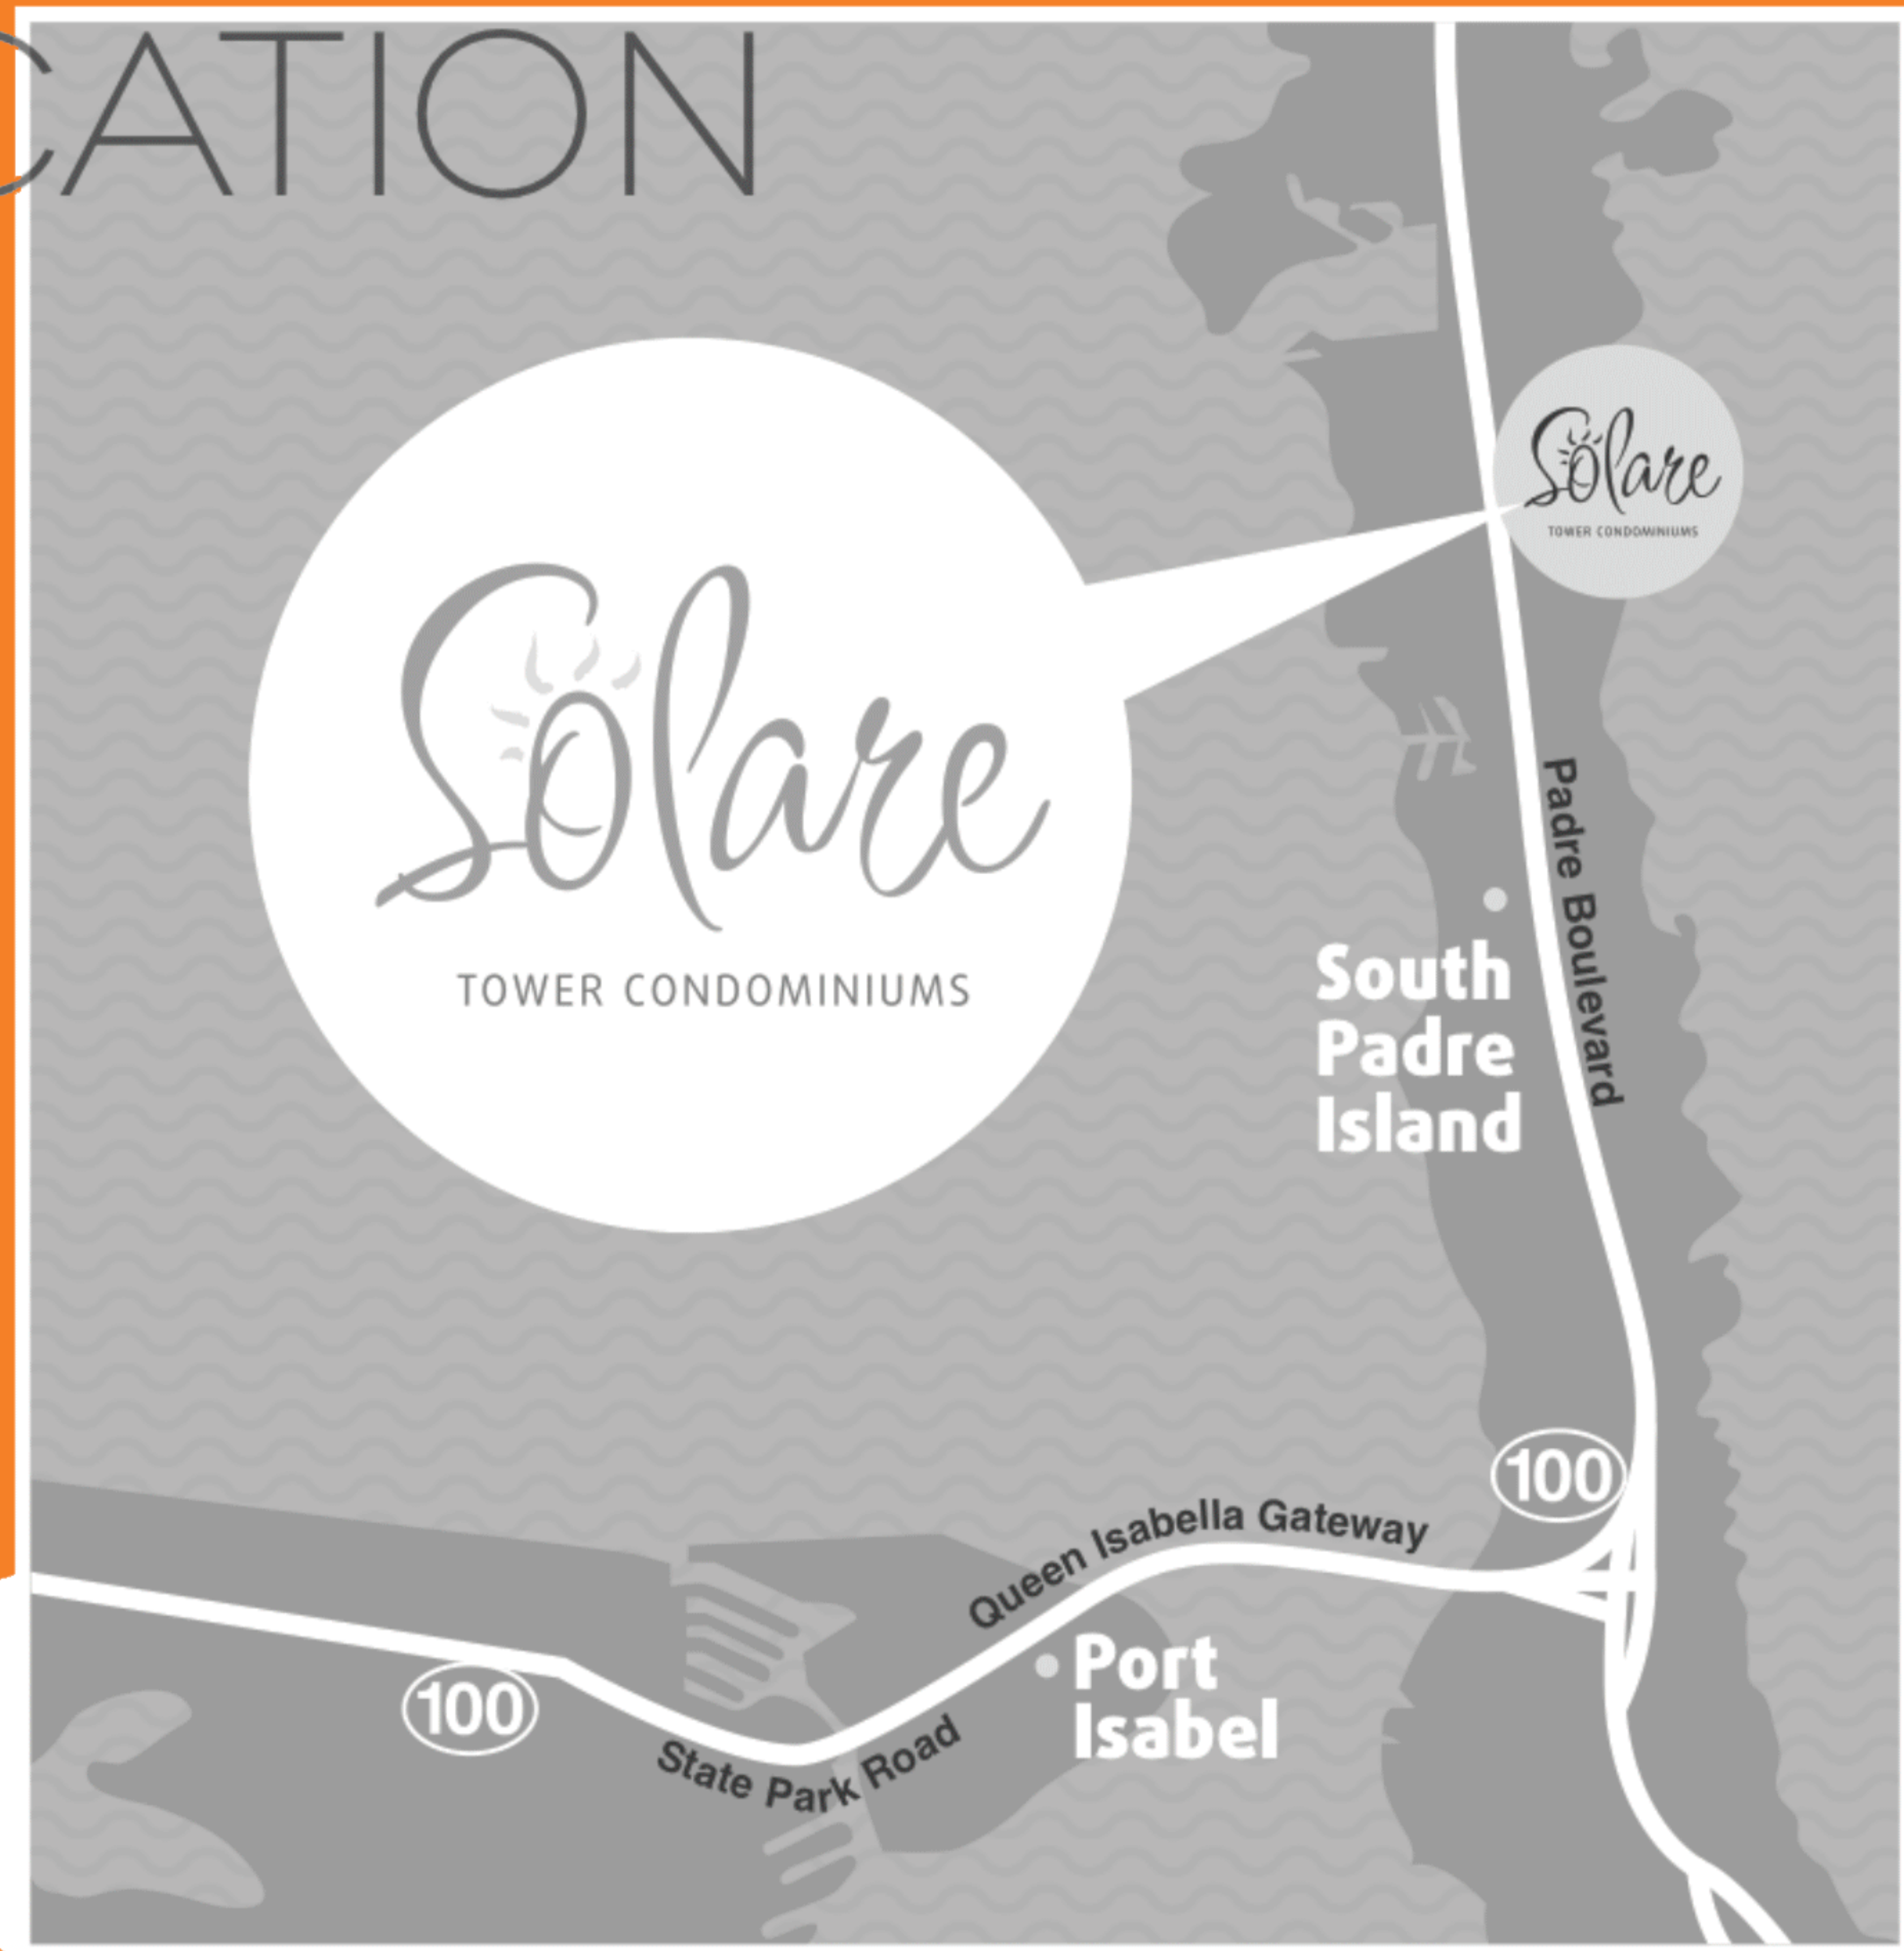 CATION
Solare
TOWER CONDOMINIUMS
Solare
TOWER CONDOMINIUMS
Padre Boulevard
South
Padre
Island
100
Queen Isabella Gateway
Port
Isabel
100
State Park Road